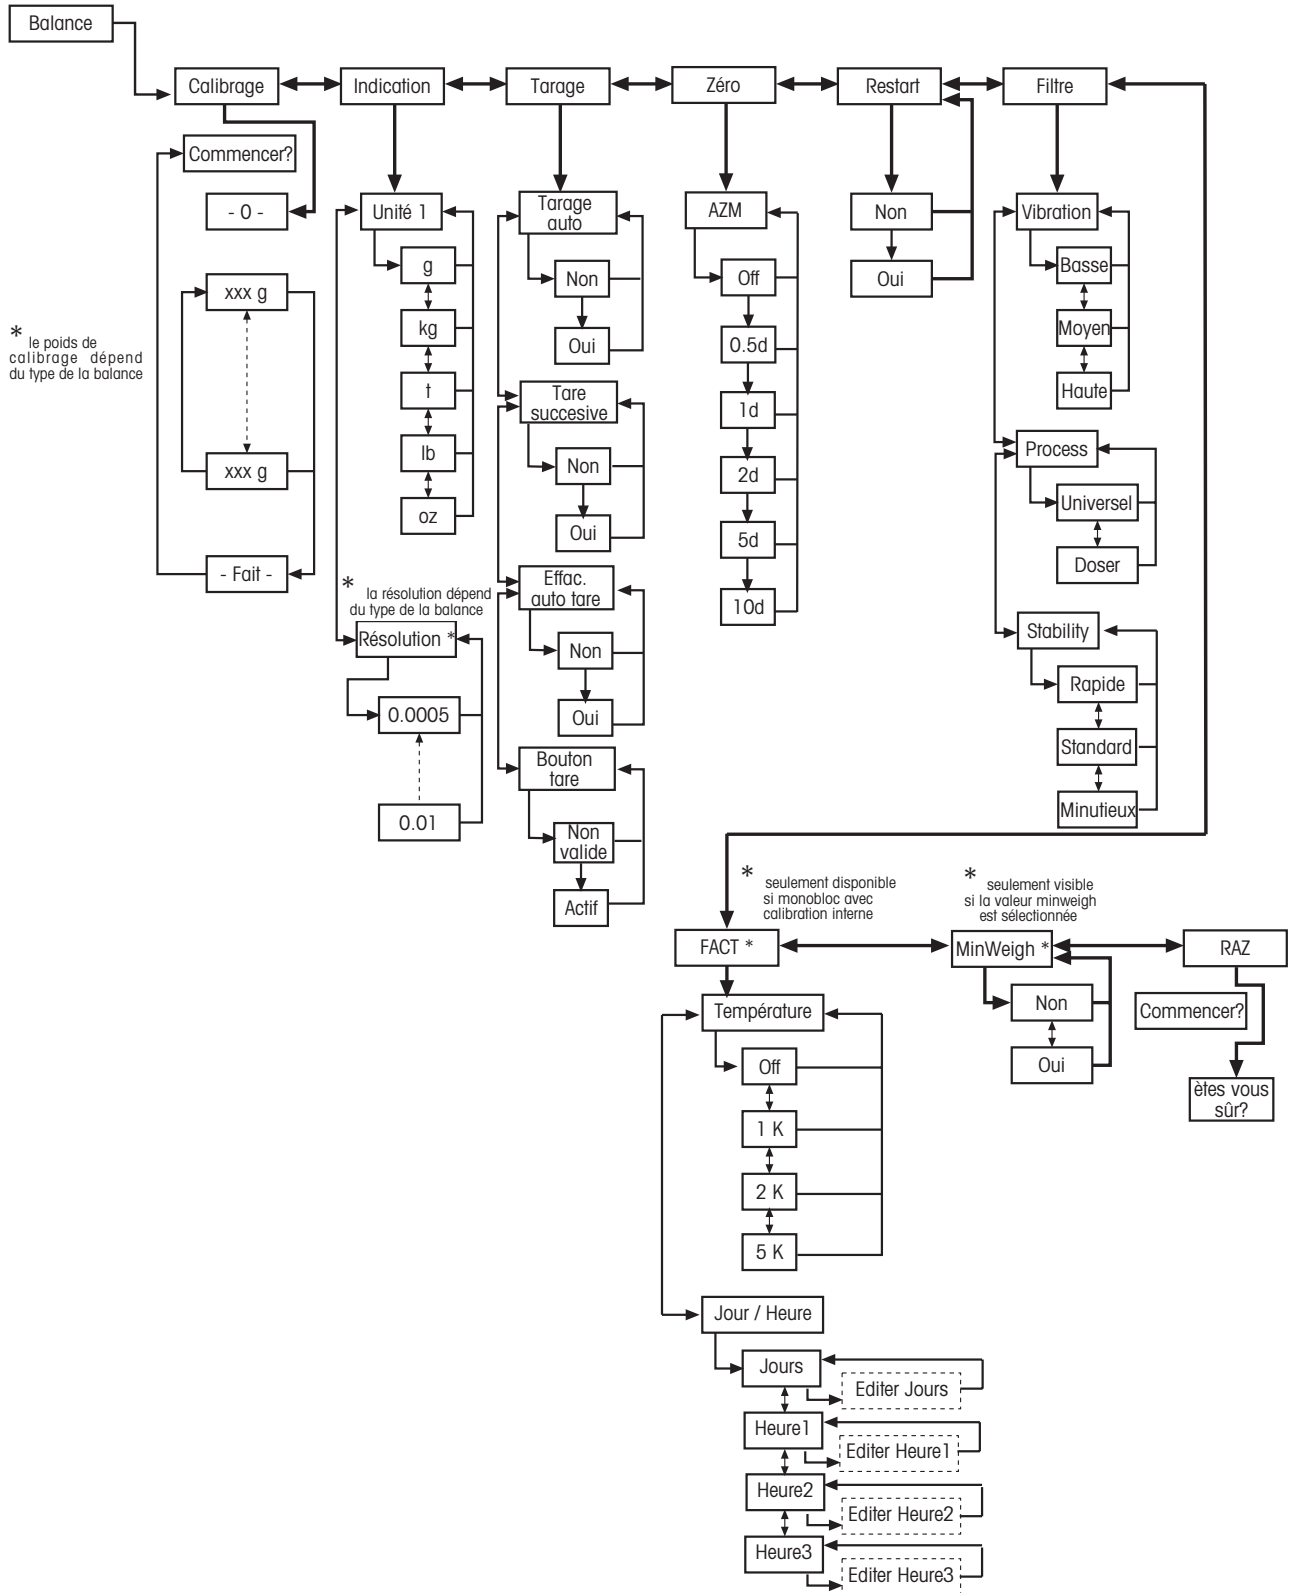 Balance
Calibrage
Indication
Tarage
Zéro
Restart
Filtre
Commencer?
- 0 -
xxx g
* le poids de
calibrage dépend
du type de la balance
xxx g
- Fait -
Unité 1
g
kg
t
lb
oz
* la résolution dépend
du type de la balance
Résolution *
0.0005
0.01
Tarage
auto
Non
Oui
Tare
succesive
Non
Oui
Effac.
auto tare
Non
Oui
Bouton
tare
Non
valide
Actif
AZM
Off
0.5d
1d
2d
5d
10d
Non
Oui
Vibration
Basse
Moyen
Haute
Process
Universel
Doser
Stability
Rapide
Standard
Minutieux
* seulement disponible
si monobloc avec
calibration interne
* seulement visible
si la valeur minweigh
est sélectionnée
FACT *
MinWeigh *
RAZ
Température
Off
1 K
2 K
5 K
Non
Oui
Commencer?
ètes vous
sûr?
Jour / Heure
Jours
Editer Jours
Heure1
Editer Heure1
Heure2
Editer Heure2
Heure3
Editer Heure3